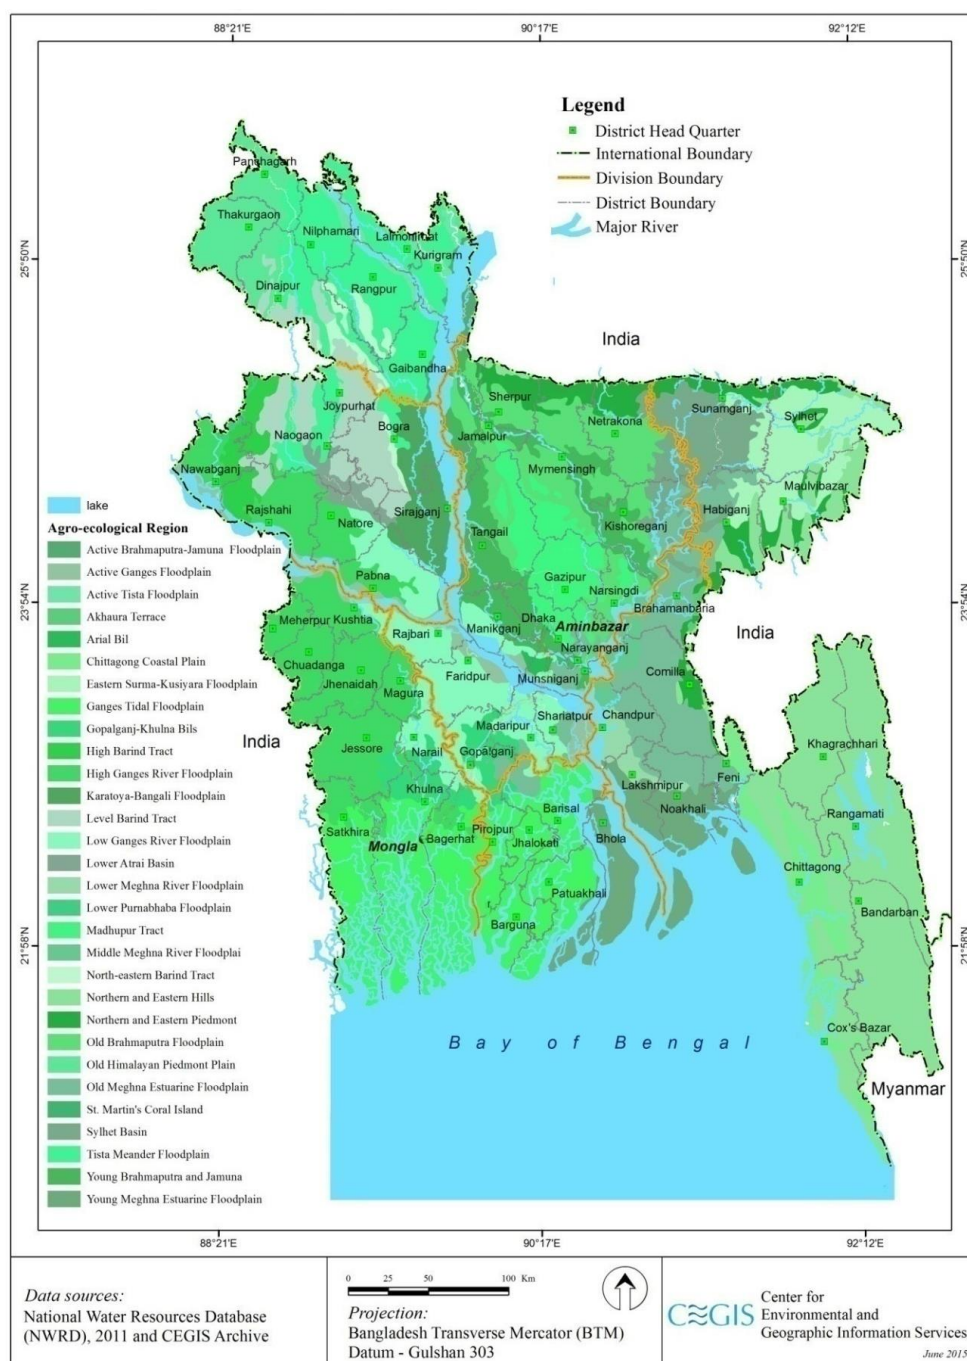 88°21'E 90°17'E 92°12'E
Legend
District Head Quarter
International Boundary
Division Boundary
District Boundary
Major River
Panchagarh
Thakurgaon
Nilphamari
Lalmonirhat
Kurigram
25°50'N 25°50'N
Dinajpur
Rangpur
India
Gaibandha
Sherpur
Joypurhat
Sunamganj
Sylhet
Bogra
Netrakona
Jamalpur
Naogaon
Mymensingh
Nawabganj
Maulvibazar
Habiganj
lake
Rajshahi
Natore
Sirajganj
Kishoreganj
Agro-ecological Region
Tangail
Active Brahmaputra-Jamuna Floodplain
Active Ganges Floodplain
Pabna
Gazipur
Narsingdi
Active Tista Floodplain
23°54'N 23°54'N
Brahamanbaria
Meherpur
Kushtia
Manikganj
Dhaka
Akhaura Terrace
Rajbari
Aminbazar
India
Arial Bil
Narayanganj
Chuadanga
Faridpur
Munsniganj
Comilla
Chittagong Coastal Plain
Jhenaidah
Magura
Eastern Surma-Kusiyara Floodplain
Ganges Tidal Floodplain
Shariatpur
Chandpur
Madaripur
Gopalganj-Khulna Bils
India
Jessore
Narail
Gopalganj
Khagrachhari
High Barind Tract
Feni
High Ganges River Floodplain
Khulna
Lakshmipur
Noakhali
Karatoya-Bangali Floodplain
Level Barind Tract
Satkhira
Barisal
Rangamati
Bagerhat
Pirojpur
Jhalokati
Bhola
Low Ganges River Floodplain
Mongla
Lower Atrai Basin
Chittagong
Lower Meghna River Floodplain
Patuakhali
Lower Purnabhaba Floodplain
Bandarban
Barguna
Madhupur Tract
21°58'N 21°58'N
Middle Meghna River Floodplai
North-eastern Barind Tract
Northern and Eastern Hills
Northern and Eastern Piedmont
Cox's Bazar
Old Brahmaputra Floodplain
Bay of Bengal
Old Himalayan Piedmont Plain
Old Meghna Estuarine Floodplain
Myanmar
St. Martin's Coral Island
Sylhet Basin
Tista Meander Floodplain
Young Brahmaputra and Jamuna
Young Meghna Estuarine Floodplain
88°21'E 90°17'E 92°12'E
Data sources:
National Water Resources Database
(NWRD), 2011 and CEGIS Archive
0 25 50 100 Km
Projection:
Bangladesh Transverse Mercator (BTM)
Datum - Gulshan 303
CEGIS
Center for
Environmental and
Geographic Information Services
June 2015